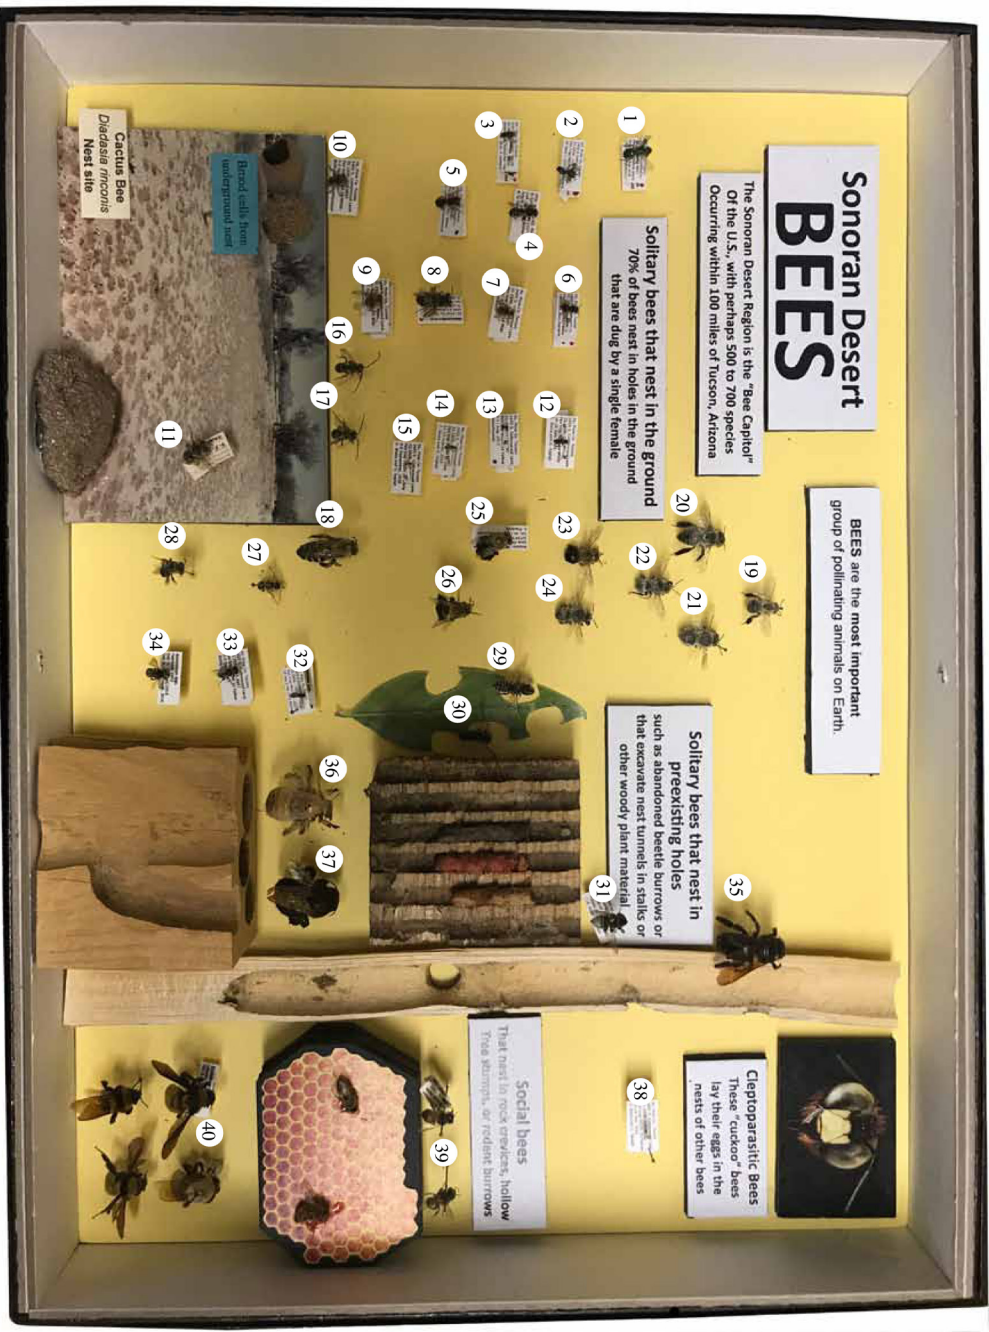 Sonoran Desert
BEES
The Sonoran Desert Region is the "Bee Capitol"
Of the U.S., with perhaps 500 to 700 species
Occurring within 100 miles of Tucson, Arizona
BEES are the most important
group of pollinating animals on Earth.
Solitary bees that nest in the ground
70% of bees nest in holes in the ground
that are dug by a single female
Solitary bees that nest in
preexisting holes
such as abandoned beetle burrows or
that excavate nest tunnels in stalks or
other woody plant material
Cleptoparasitic Bees
These "cuckoo" bees
lay their eggs in the
nests of other bees
Social bees
That nest in rock crevices, hollow
Tree stumps, or rodent burrows
Brood cells from
underground nest
Cactus Bee
Diadasia rinconis
Nest site
1
2
3
4
5
6
7
8
9
10
11
12
13
14
15
16
17
18
19
20
21
22
23
24
25
26
27
28
29
30
31
32
33
34
35
36
37
38
39
40